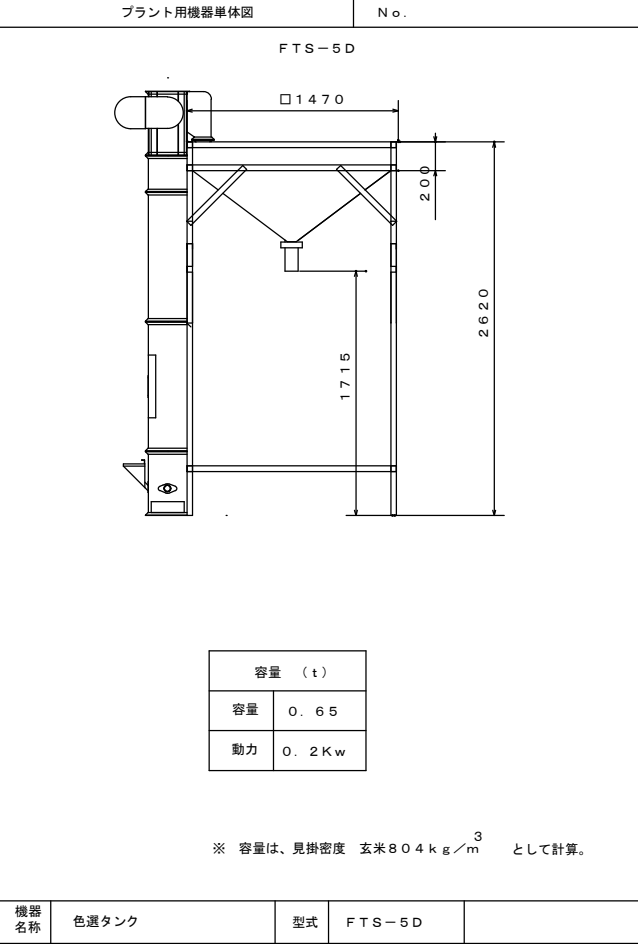 プラント用機器単体図 Ｎｏ．
ＦＴＳ－５Ｄ
□１４７０
２００
２６２０
１７１５
容量 （ｔ）
容量 ０．６５
動力 ０．２Ｋｗ
※ 容量は、見掛密度 玄米８０４ｋｇ／ｍ³ として計算。
機器名称 色選タンク 型式 ＦＴＳ－５Ｄ